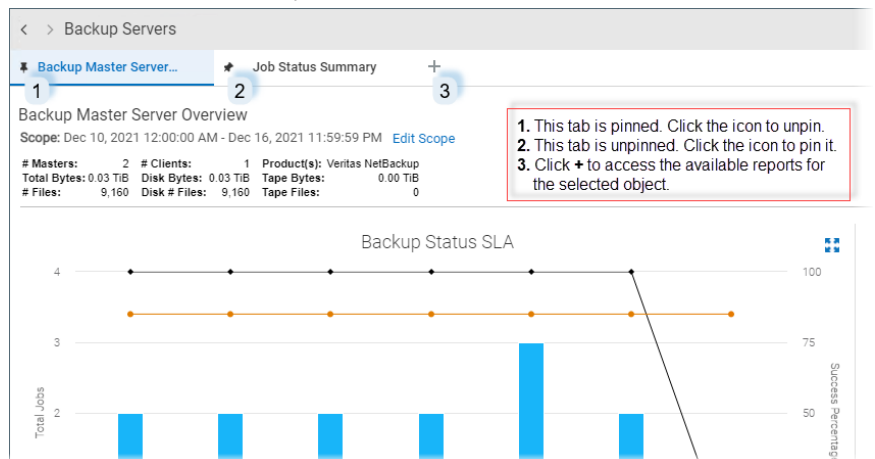 < > Backup Servers
Backup Master Server... Job Status Summary +
1 2 3
Backup Master Server Overview
Scope: Dec 10, 2021 12:00:00 AM - Dec 16, 2021 11:59:59 PM Edit Scope
# Masters: 2 # Clients: 1 Product(s): Veritas NetBackup
Total Bytes: 0.03 TiB Disk Bytes: 0.03 TiB Tape Bytes: 0.00 TiB
# Files: 9,160 Disk # Files: 9,160 Tape Files: 0
1. This tab is pinned. Click the icon to unpin.
2. This tab is unpinned. Click the icon to pin it.
3. Click + to access the available reports for
the selected object.
Backup Status SLA
4 100
3 75
2 50
Total Jobs
Success Percentag